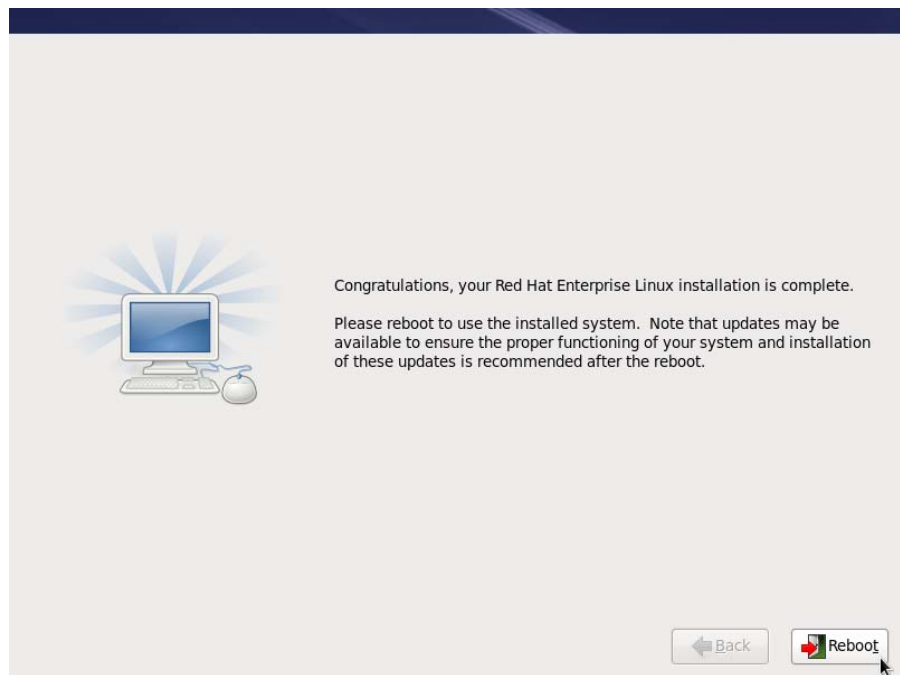 Congratulations, your Red Hat Enterprise Linux installation is complete.
Please reboot to use the installed system.  Note that updates may be
available to ensure the proper functioning of your system and installation
of these updates is recommended after the reboot.
Back
Reboot